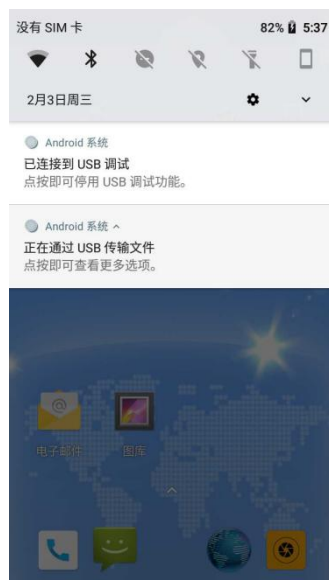 没有 SIM 卡 82% 5:37
2月3日周三
Android 系统
已连接到 USB 调试
点按即可停用 USB 调试功能。
Android 系统
正在通过 USB 传输文件
点按即可查看更多选项。
@
电子邮件 图库